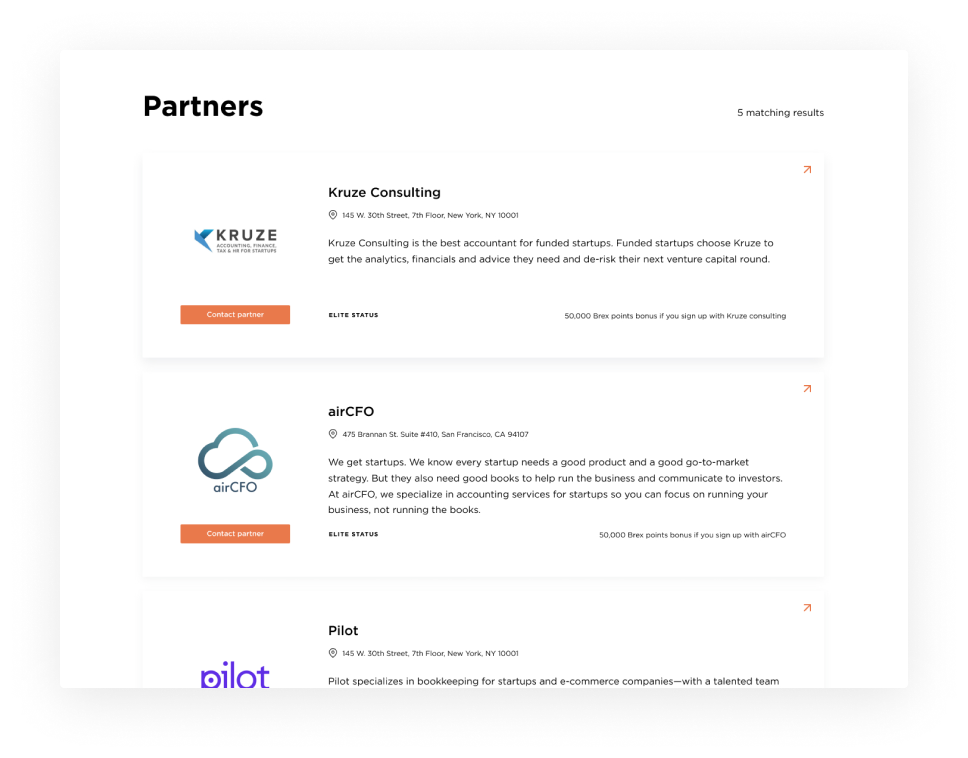 Partners
5 matching results
Kruze Consulting
145 W. 30th Street, 7th Floor, New York, NY 10001
KRUZE
ACCOUNTING, FINANCE,
TAX & HR FOR STARTUPS
Kruze Consulting is the best accountant for funded startups. Funded startups choose Kruze to
get the analytics, financials and advice they need and de-risk their next venture capital round.
Contact partner
ELITE STATUS
50,000 Brex points bonus if you sign up with Kruze consulting
airCFO
475 Brannan St. Suite #410, San Francisco, CA 94107
airCFO
We get startups. We know every startup needs a good product and a good go-to-market
strategy. But they also need good books to help run the business and communicate to investors.
At airCFO, we specialize in accounting services for startups so you can focus on running your
business, not running the books.
Contact partner
ELITE STATUS
50,000 Brex points bonus if you sign up with airCFO
Pilot
145 W. 30th Street, 7th Floor, New York, NY 10001
pilot
Pilot specializes in bookkeeping for startups and e-commerce companies—with a talented team